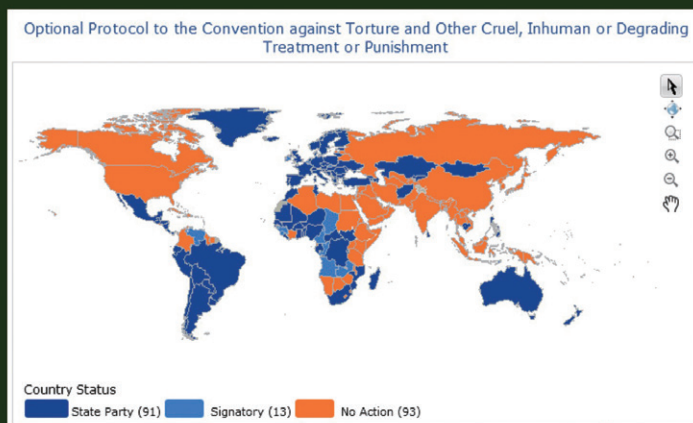 Optional Protocol to the Convention against Torture and Other Cruel, Inhuman or Degrading
Treatment or Punishment
Country Status
State Party (91)
Signatory (13)
No Action (93)